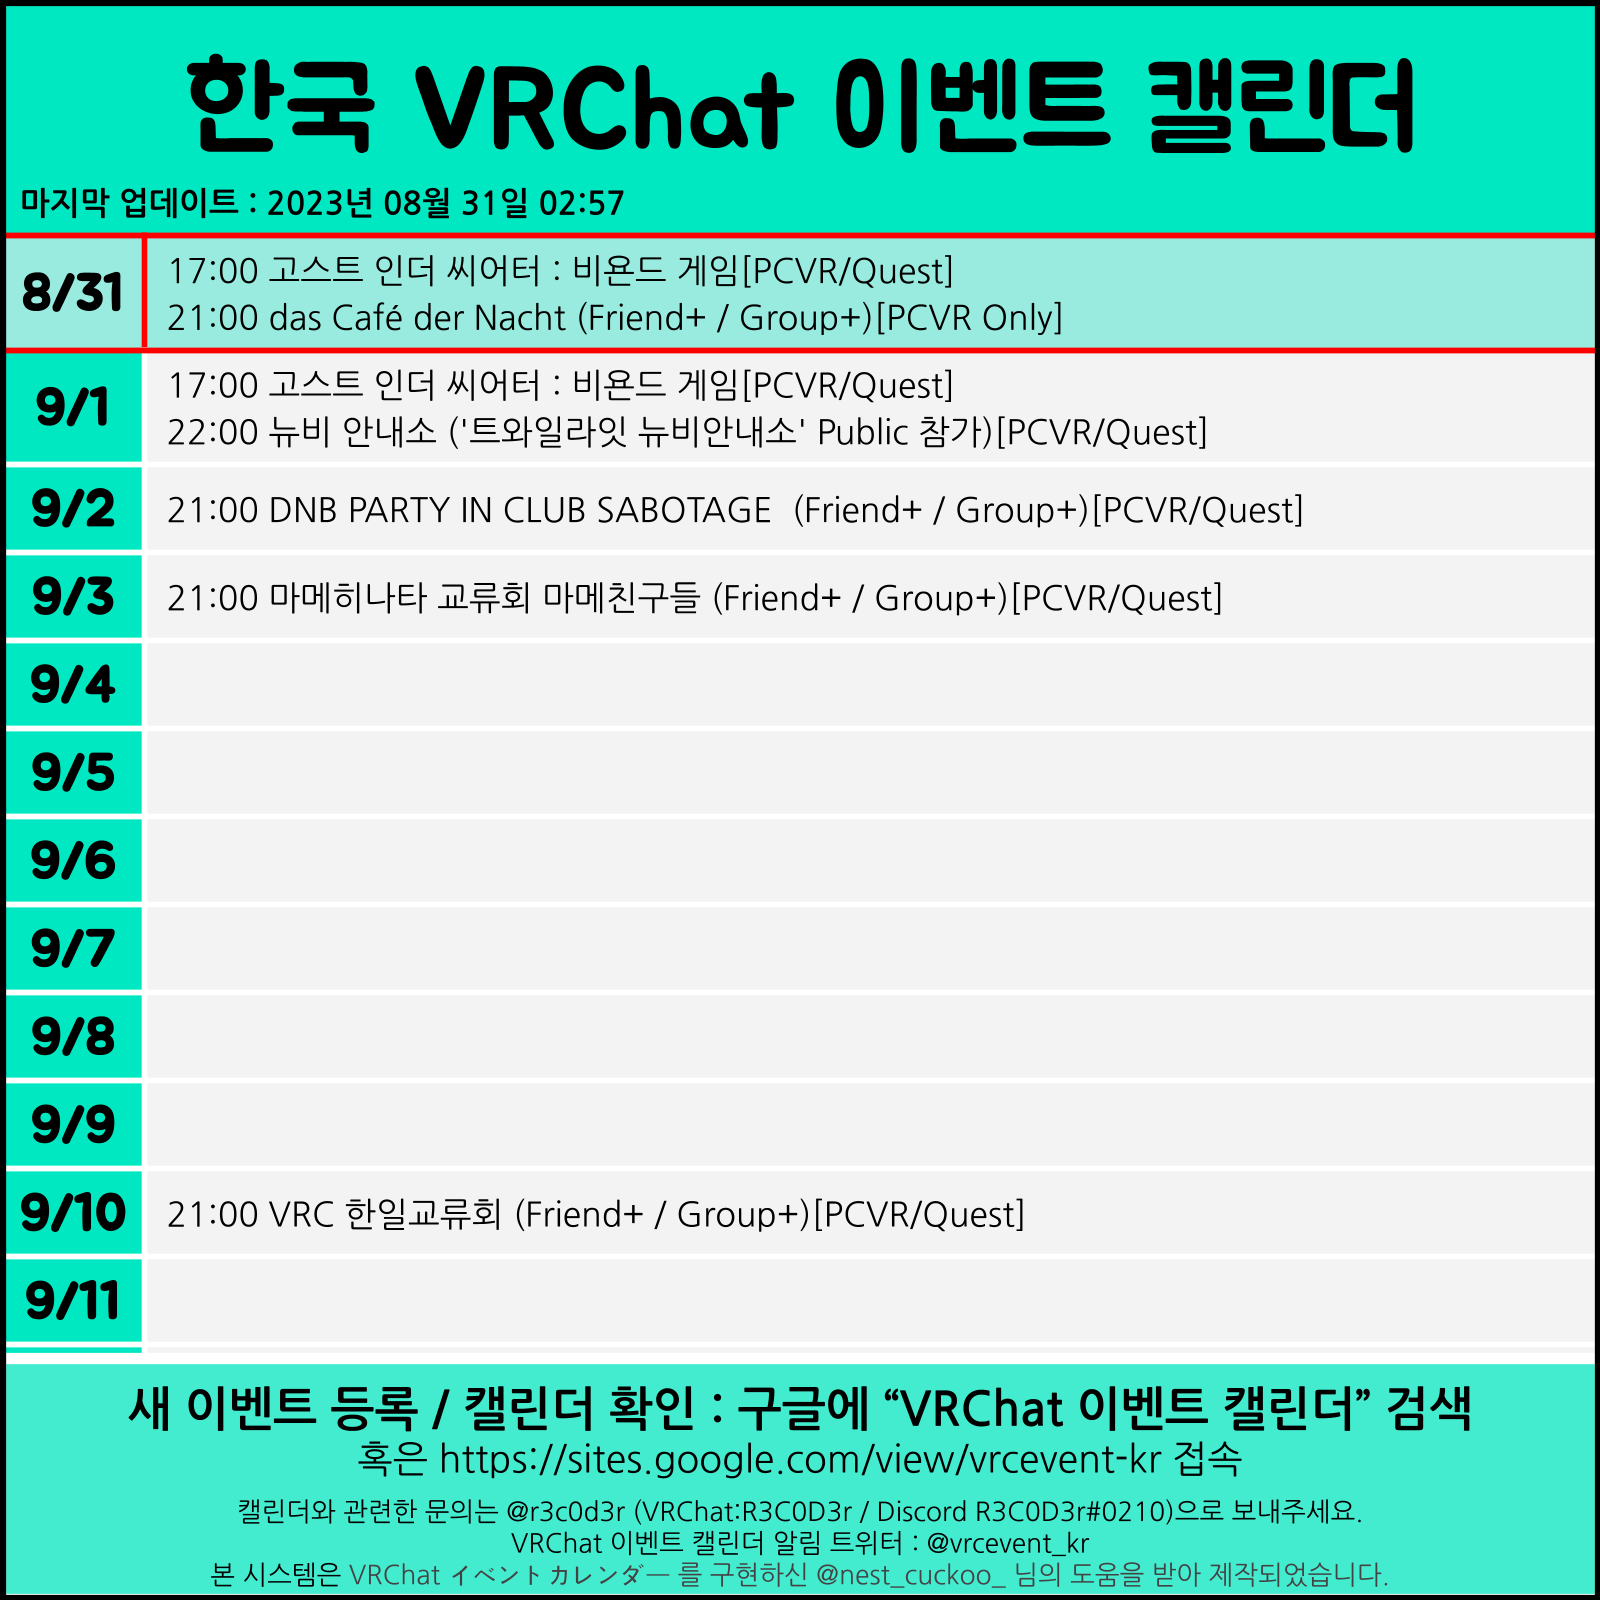 한국 VRChat 이벤트 캘린더
마지막 업데이트 : 2023년 08월 31일 02:57
8/31
17:00 고스트 인더 씨어터 : 비욘드 게임[PCVR/Quest]
21:00 das Café der Nacht (Friend+ / Group+)[PCVR Only]
9/1
17:00 고스트 인더 씨어터 : 비욘드 게임[PCVR/Quest]
22:00 뉴비 안내소 ('트와일라잇 뉴비안내소' Public 참가)[PCVR/Quest]
9/2
21:00 DNB PARTY IN CLUB SABOTAGE  (Friend+ / Group+)[PCVR/Quest]
9/3
21:00 마메히나타 교류회 마메친구들 (Friend+ / Group+)[PCVR/Quest]
9/4
9/5
9/6
9/7
9/8
9/9
9/10
21:00 VRC 한일교류회 (Friend+ / Group+)[PCVR/Quest]
9/11
새 이벤트 등록 / 캘린더 확인 : 구글에 “VRChat 이벤트 캘린더” 검색
혹은 https://sites.google.com/view/vrcevent-kr 접속
캘린더와 관련한 문의는 @r3c0d3r (VRChat:R3C0D3r / Discord R3C0D3r#0210)으로 보내주세요.
VRChat 이벤트 캘린더 알림 트위터 : @vrcevent_kr
본 시스템은 VRChat イベントカレンダー 를 구현하신 @nest_cuckoo_ 님의 도움을 받아 제작되었습니다.